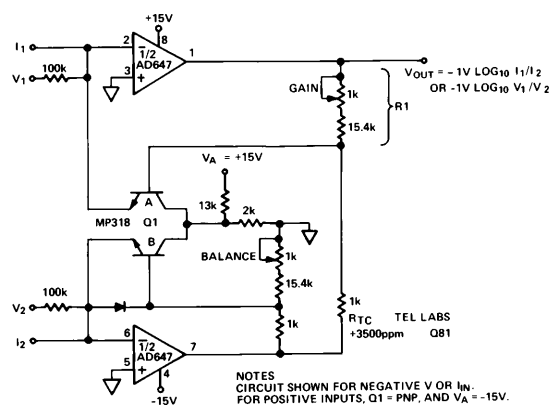 +15V
I1
2
8
1/2
AD647
1
3
VOUT = –1V LOG10 I1/I2
OR -1V LOG10 V1/V2
V1
100k
GAIN
1k
R1
15.4k
VA = +15V
A
MP318
Q1
13k
2k
B
BALANCE
1k
15.4k
100k
V2
1k
1k
TEL LABS
RTC
Q81
+3500ppm
I2
6
1/2
AD647
7
5
4
-15V
NOTES
CIRCUIT SHOWN FOR NEGATIVE V OR IIN.
FOR POSITIVE INPUTS, Q1 = PNP, AND VA = -15V.